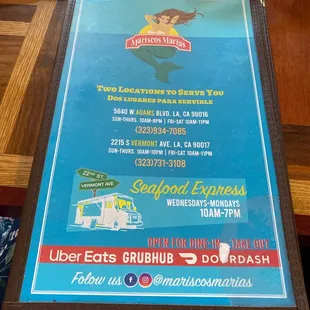 Mariscos Marias
Two Locations to Serve You
Dos lugares para servirle
5640 W ADAMS BLVD, LA, CA 90016
SUN-THURS. 10AM-9PM | FRI-SAT 10AM-11PM
(323)934-7085
2215 S VERMONT AVE. LA, CA 90017
SUN-THURS. 10AM-10PM | FRI-SAT 10AM-11PM
(323)731-3108
22ND ST
VERMONT AVE
Seafood Express
WEDNESDAYS-MONDAYS
10AM-7PM
OPEN FOR DINE-IN TAKE OUT
Uber Eats GRUBHUB DOORDASH
Follow us @mariscosmarias